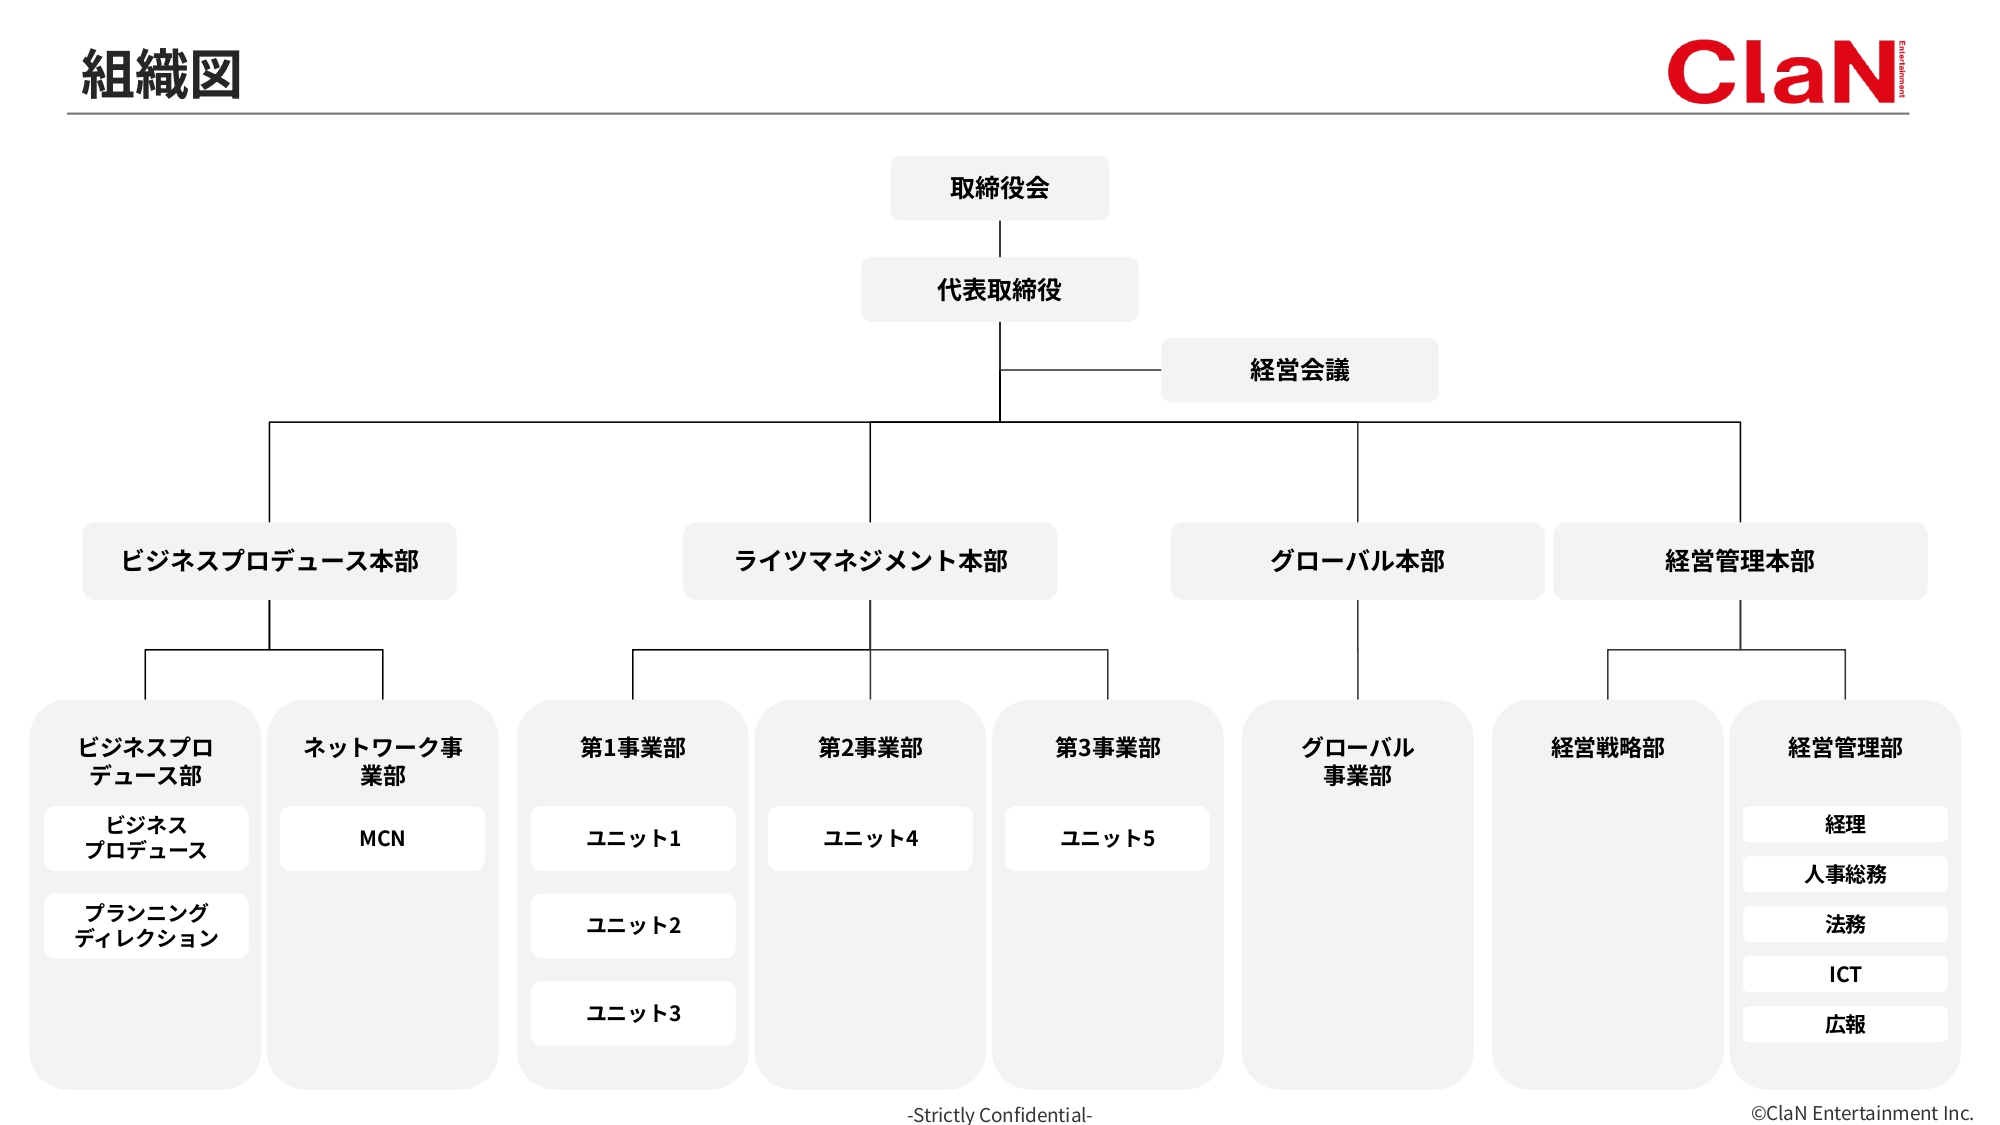 組織図
ClaN Entertainment
取締役会
代表取締役
経営会議
ビジネスプロデュース本部
ライツマネジメント本部
グローバル本部
経営管理本部
ビジネスプロ
デュース部
ビジネス
プロデュース
プランニング
ディレクション
ネットワーク事
業部
MCN
第1事業部
ユニット1
ユニット2
ユニット3
第2事業部
ユニット4
第3事業部
ユニット5
グローバル
事業部
経営戦略部
経営管理部
経理
人事総務
法務
ICT
広報
-Strictly Confidential-
©ClaN Entertainment Inc.